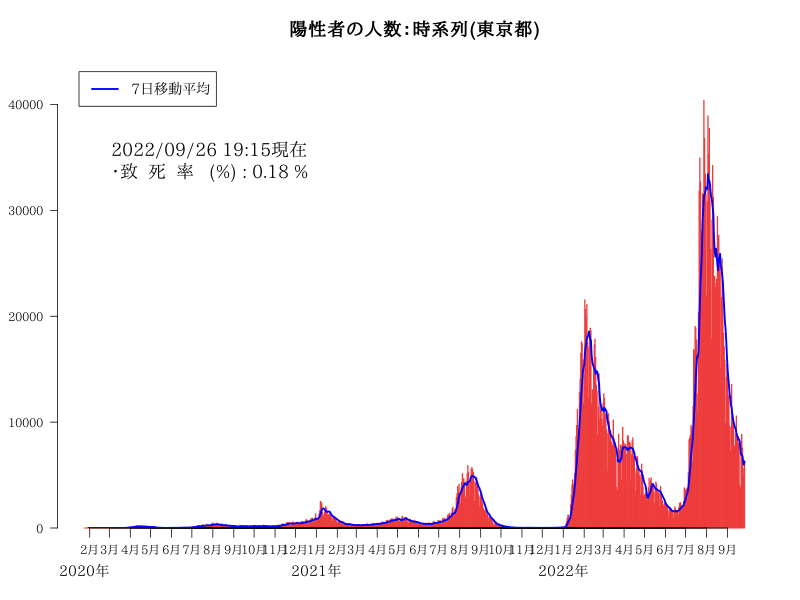 陽性者の人数:時系列(東京都)
7日移動平均
2022/09/26 19:15現在
・致 死 率 (%) : 0.18 %
40000
30000
20000
10000
0
2月 3月 4月 5月 6月 7月 8月 9月 10月 11月 12月 1月 2月 3月 4月 5月 6月 7月 8月 9月 10月 11月 12月 1月 2月 3月 4月 5月 6月 7月 8月 9月
2020年 2021年 2022年